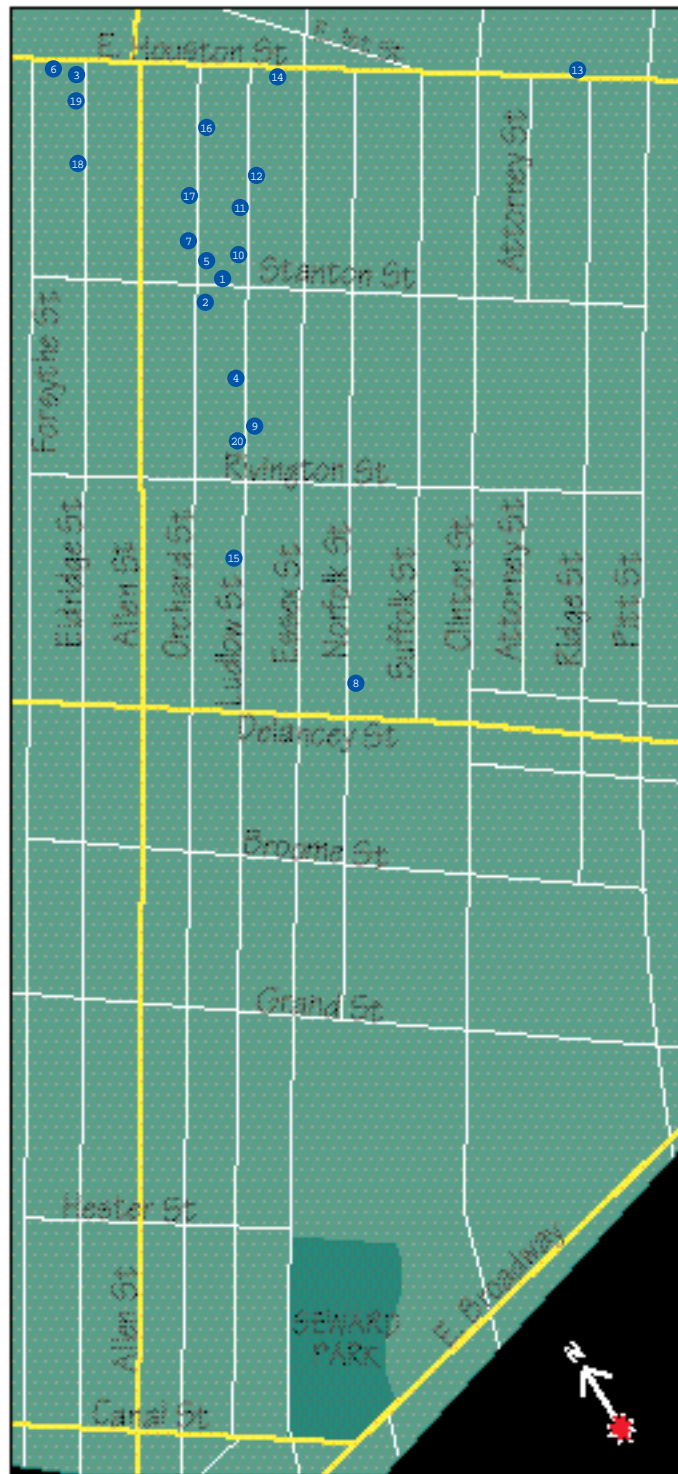 E. 1st St
E. Houston St
6
3
14
13
19
16
18
12
17
11
Attorney St
7
10
5
1
Stanton St
2
Forsythe St
4
9
20
Rivington St
Eldridge St
Allen St
Orchard St
Ludlow St
Essex St
Norfolk St
Suffolk St
Clinton St
Attorney St
Ridge St
Pitt St
15
8
Delancey St
Broome St
Grand St
Hester St
Allen St
SEWARD
PARK
E. Broadway
N
Canal St